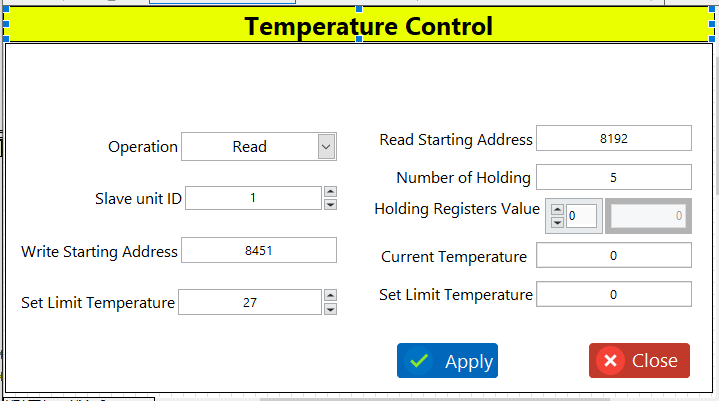 Temperature Control
Operation Read
Slave unit ID 1
Write Starting Address 8451
Set Limit Temperature 27
Read Starting Address 8192
Number of Holding 5
Holding Registers Value 0 0
Current Temperature 0
Set Limit Temperature 0
Apply
Close